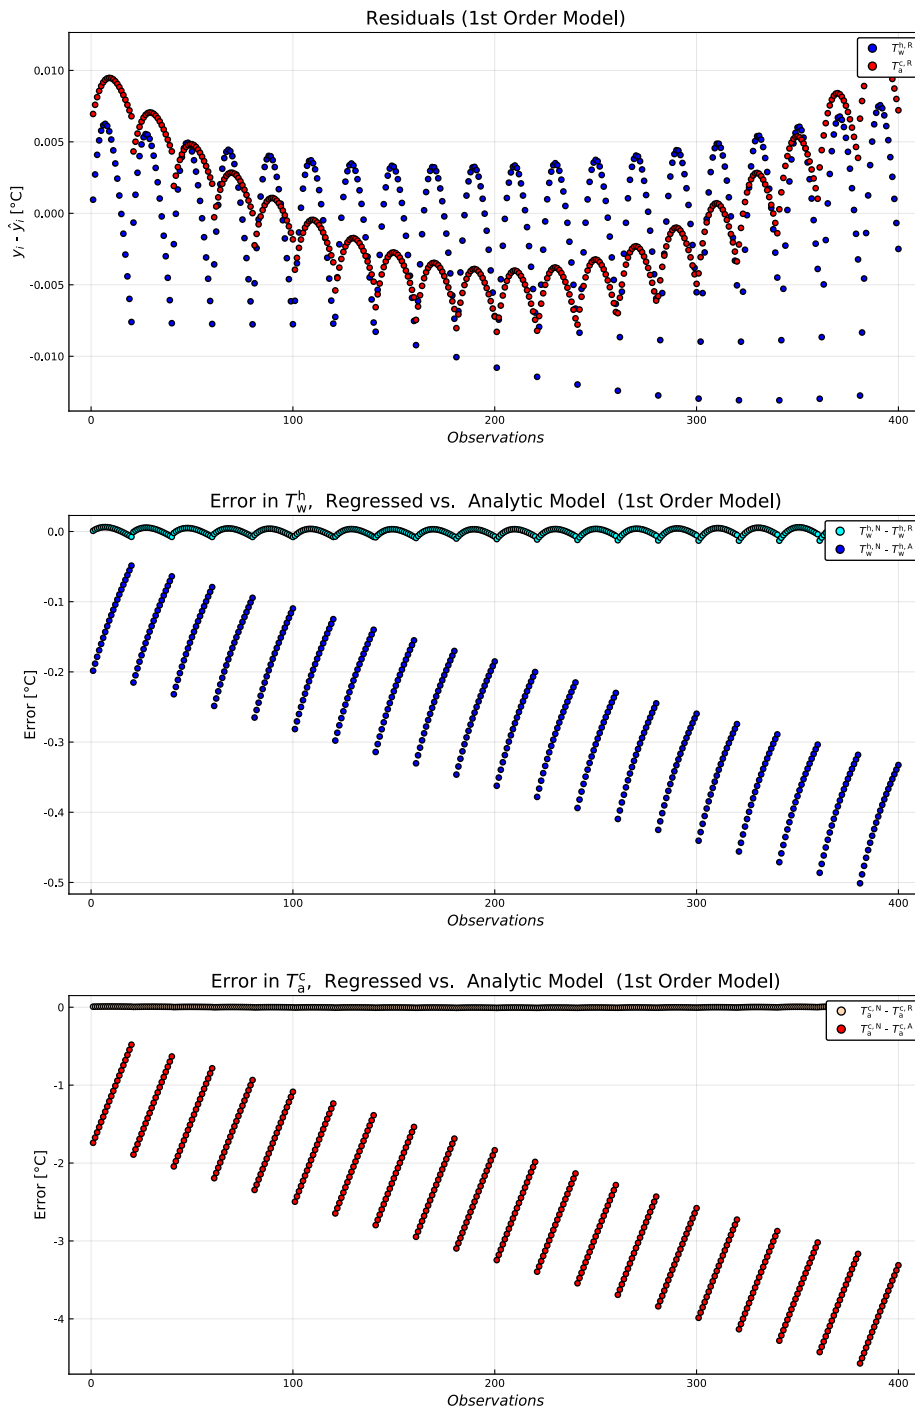 Residuals (1st Order Model)
T_w^{h,R}
T_a^{c,R}
0.010
0.005
0.000
-0.005
-0.010
y_i - ŷ_i [°C]
0
100
200
300
400
Observations
Error in T_w^h, Regressed vs. Analytic Model (1st Order Model)
T_w^{h,N} - T_w^{h,R}
T_w^{h,N} - T_w^{h,A}
0.0
-0.1
-0.2
-0.3
-0.4
-0.5
Error [°C]
0
100
200
300
400
Observations
Error in T_a^c, Regressed vs. Analytic Model (1st Order Model)
T_a^{c,N} - T_a^{c,R}
T_a^{c,N} - T_a^{c,A}
0
-1
-2
-3
-4
Error [°C]
0
100
200
300
400
Observations